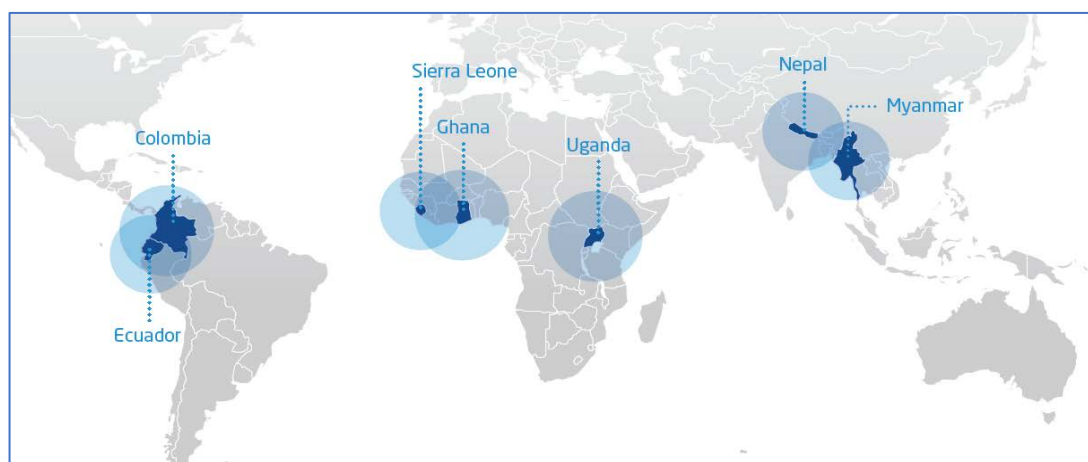 Sierra Leone
Nepal
Myanmar
Ghana
Colombia
Uganda
Ecuador